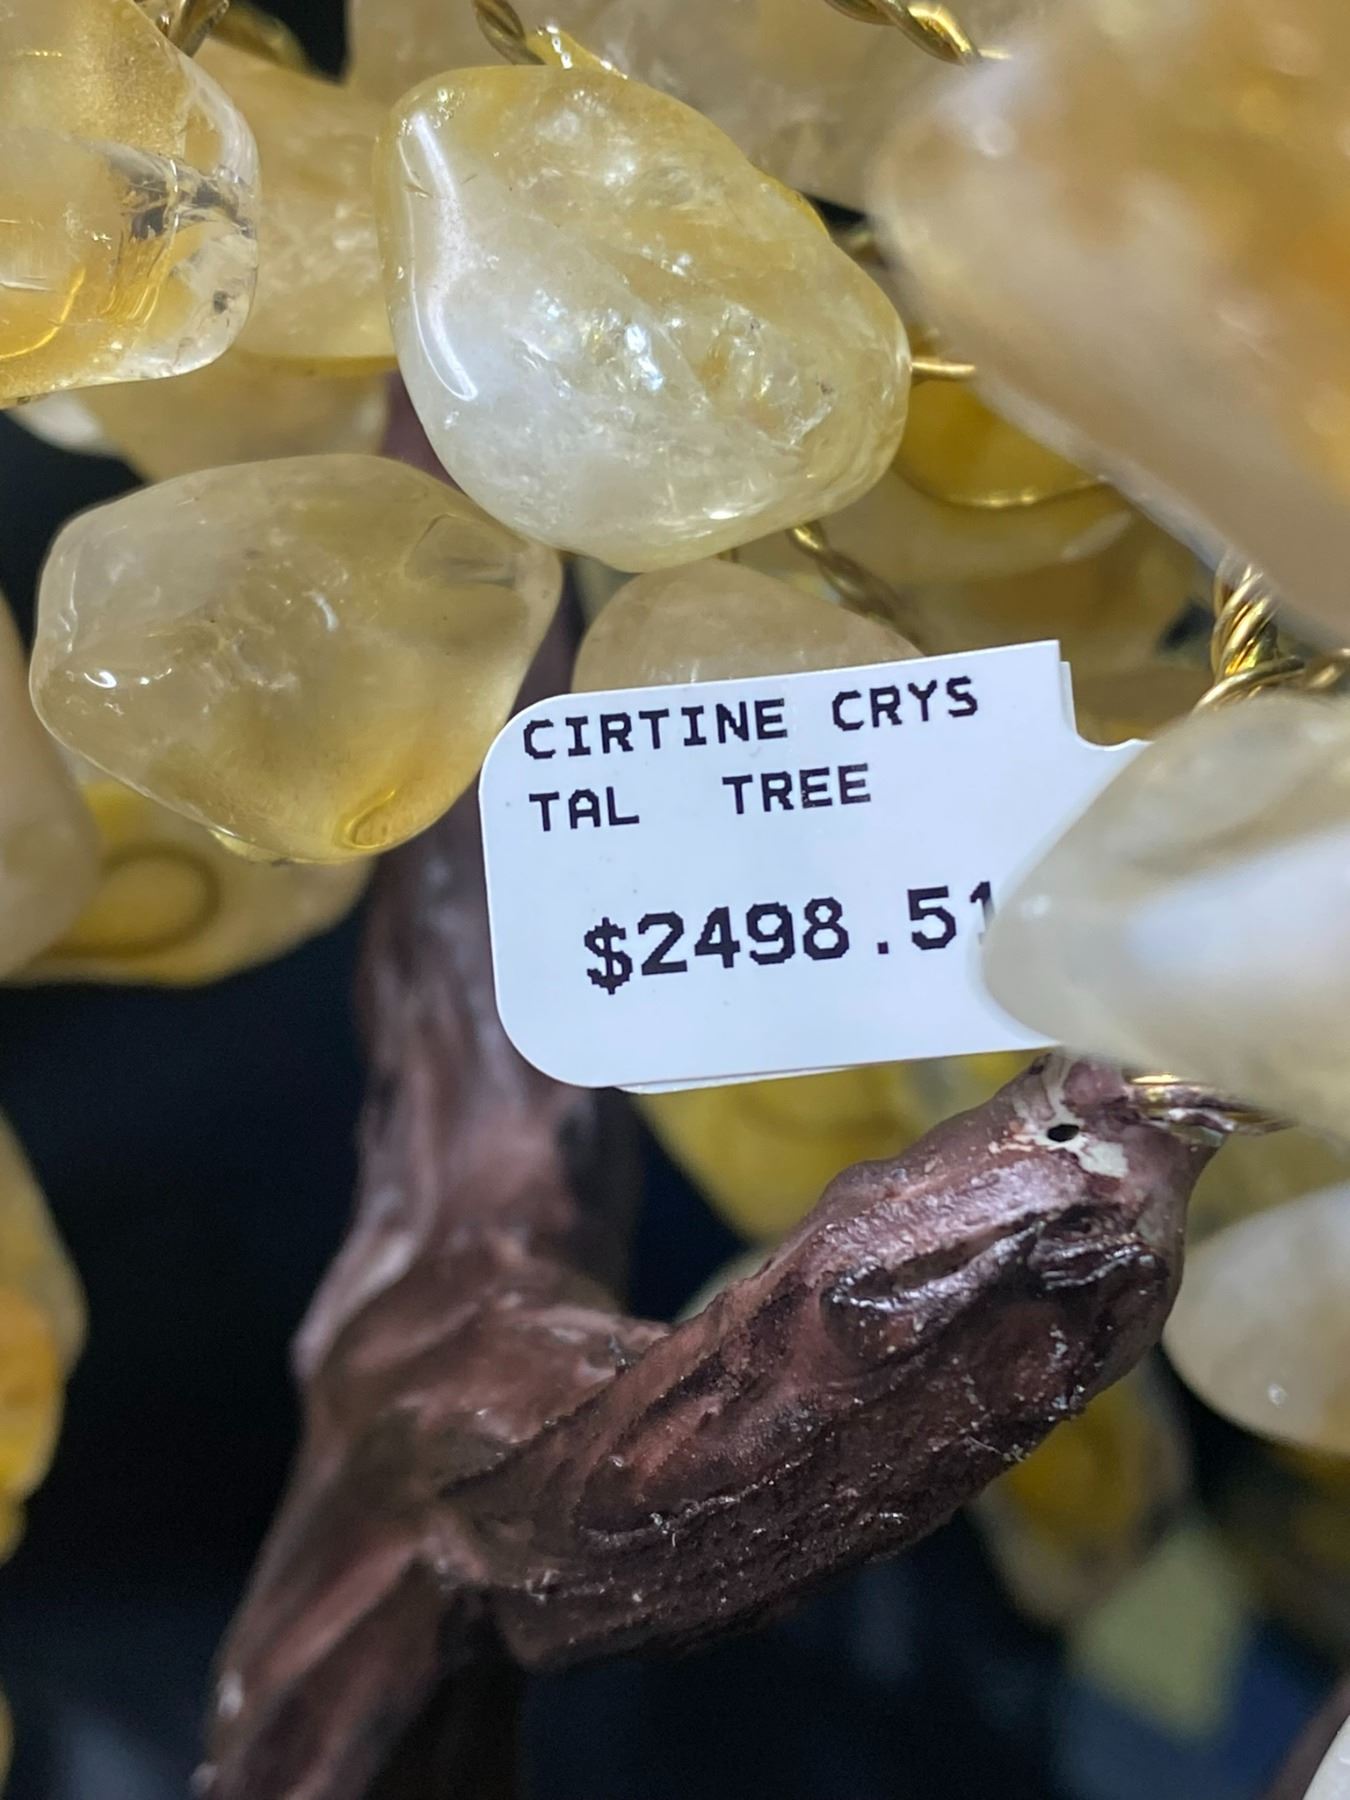 CIRTINE CRYS
TAL TREE
$2498.51